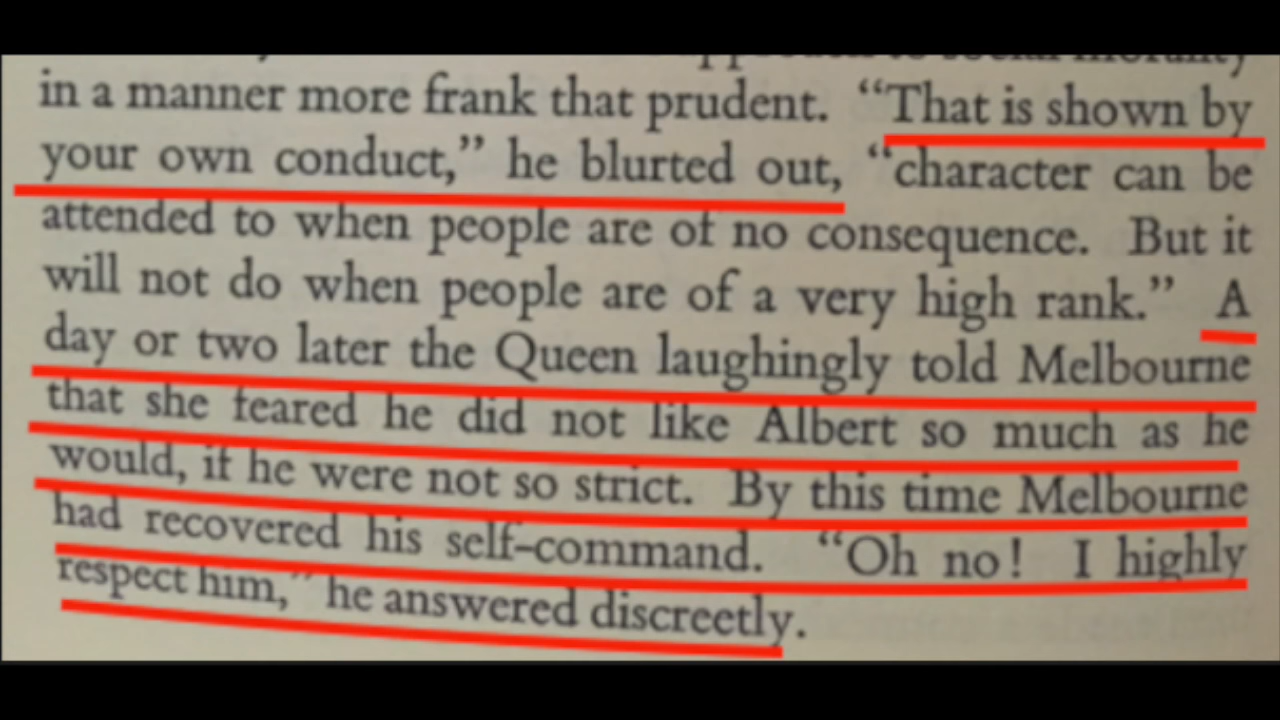 social morality
in a manner more frank that prudent. “That is shown by
your own conduct,” he blurted out, “character can be
attended to when people are of no consequence. But it
will not do when people are of a very high rank.” A
day or two later the Queen laughingly told Melbourne
that she feared he did not like Albert so much as he
would, if he were not so strict. By this time Melbourne
had recovered his self-command. “Oh no! I highly
respect him,” he answered discreetly.